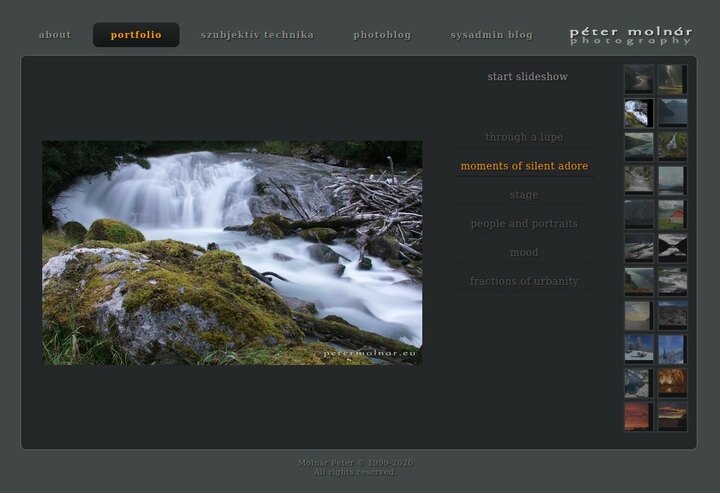 about
portfolio
szubjektív technika
photoblog
sysadmin blog
péter molnár
photography
start slideshow
through a lupe
moments of silent adore
stage
people and portraits
mood
fractions of urbanity
petermolnar.eu
Molnár Péter © 1999-2020
All rights reserved.